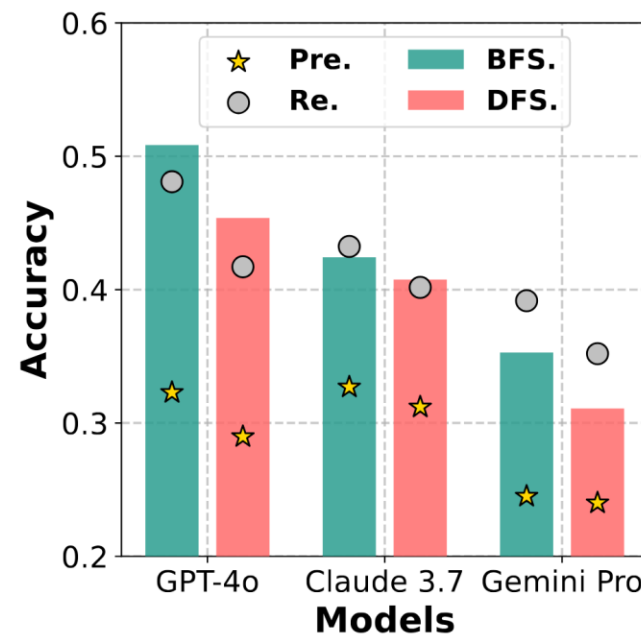 0.6
Pre. BFS.
Re. DFS.
0.5
0.4
0.3
0.2
Accuracy
GPT-4o Claude 3.7 Gemini Pro
Models